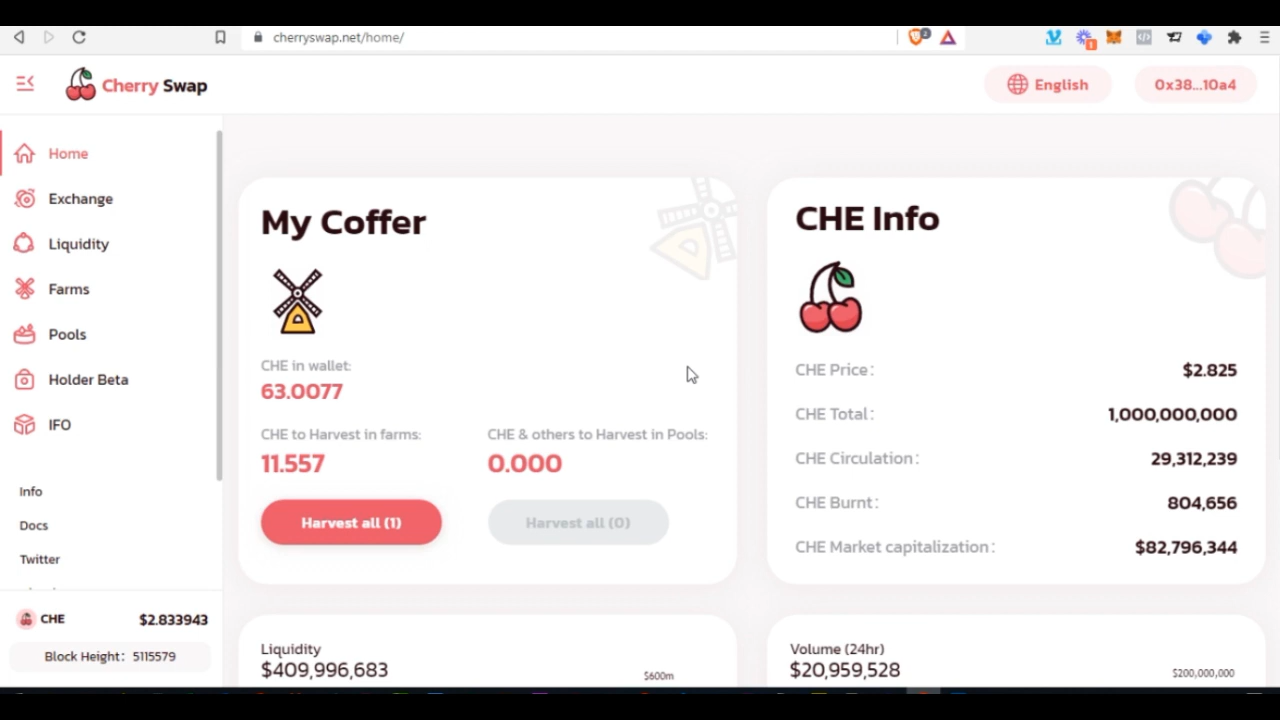 cherryswap.net/home/
Cherry Swap
English
0x38...10a4
Home
Exchange
Liquidity
Farms
Pools
Holder Beta
IFO
Info
Docs
Twitter
CHE $2.833943
Block Height: 5115579
My Coffer
CHE in wallet:
63.0077
CHE to Harvest in farms:
11.557
Harvest all (1)
CHE & others to Harvest in Pools:
0.000
Harvest all (0)
CHE Info
CHE Price: $2.825
CHE Total: 1,000,000,000
CHE Circulation: 29,312,239
CHE Burnt: 804,656
CHE Market capitalization: $82,796,344
Liquidity
$409,996,683
$600m
Volume (24hr)
$20,959,528
$200,000,000